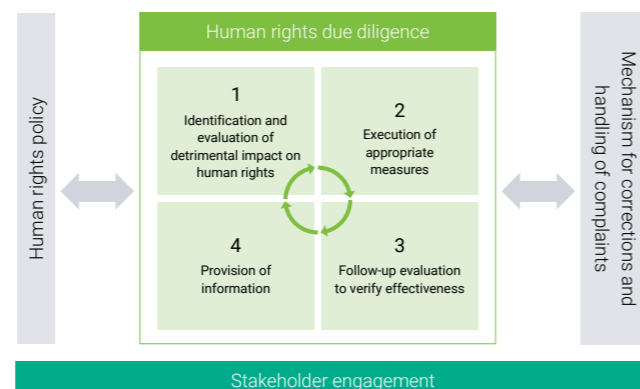 Human rights policy
Human rights due diligence
1
Identification and
evaluation of
detrimental impact on
human rights
2
Execution of
appropriate
measures
4
Provision of
information
3
Follow-up evaluation
to verify effectiveness
Mechanism for corrections and
handling of complaints
Stakeholder engagement